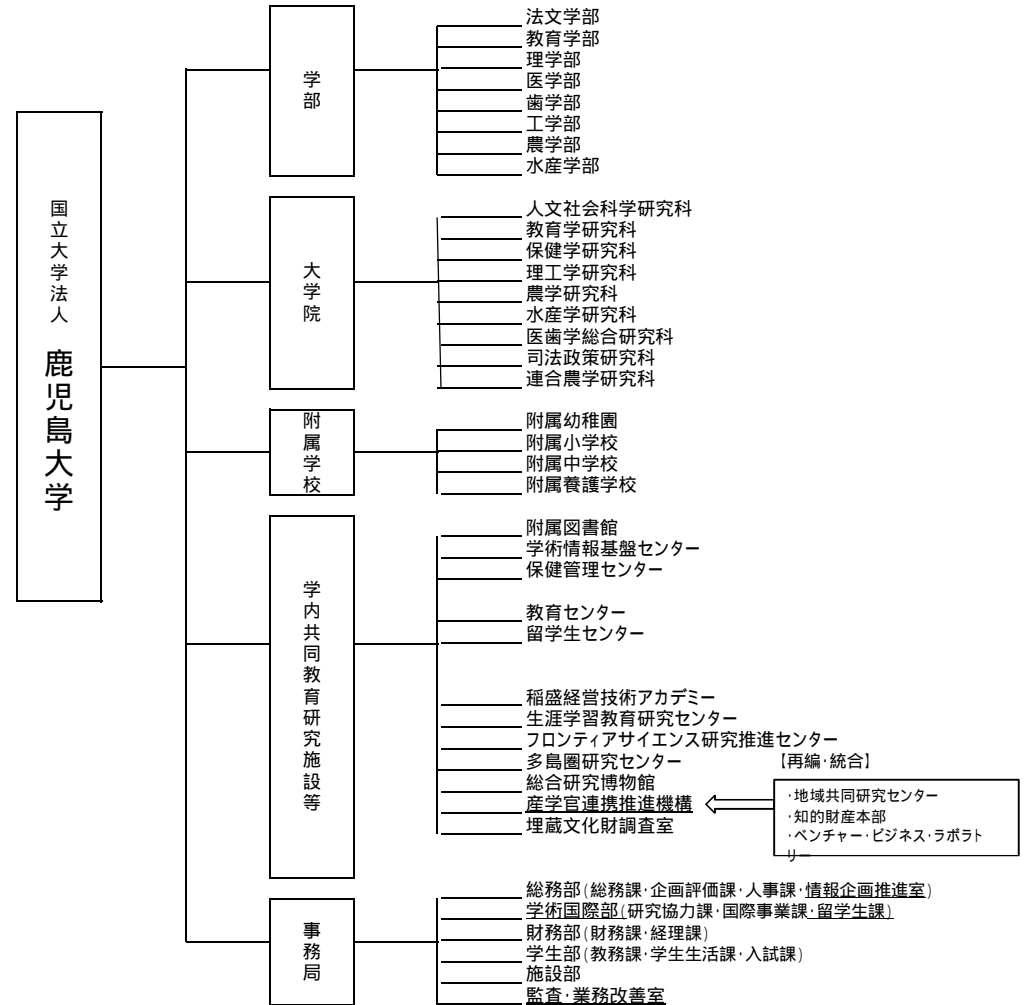 国立大学法人 鹿児島大学
学部
法文学部
教育学部
理学部
医学部
歯学部
工学部
農学部
水産学部
大学院
人文社会科学研究科
教育学研究科
保健学研究科
理工学研究科
農学研究科
水産学研究科
医歯学総合研究科
司法政策研究科
連合農学研究科
附属学校
附属幼稚園
附属小学校
附属中学校
附属養護学校
学内共同教育研究施設等
附属図書館
学術情報基盤センター
保健管理センター
教育センター
留学生センター
稲盛経営技術アカデミー
生涯学習教育研究センター
フロンティアサイエンス研究推進センター
多島圏研究センター
総合研究博物館
産学官連携推進機構
埋蔵文化財調査室
【再編・統合】
・地域共同研究センター
・知的財産本部
・ベンチャー・ビジネス・ラボラト
リー
事務局
総務部(総務課・企画評価課・人事課・情報企画推進室)
学術国際部(研究協力課・国際事業課・留学生課)
財務部(財務課・経理課)
学生部(教務課・学生生活課・入試課)
施設部
監査・業務改善室